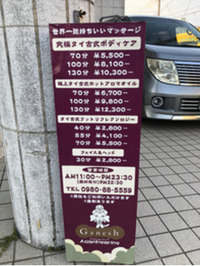 世界一気持ちいいマッサージ
究極タイ古式ボディケア
70分 ¥5,500~
100分 ¥8,000~
130分 ¥10,300~
極上タイ古式ホットアロマオイル
70分 ¥6,700~
100分 ¥9,800~
130分 ¥12,300~
タイ古式フットリフレクソロジー
40分 ¥2,800~
55分 ¥4,500~
70分 ¥5,500~
フェイス&ヘッド
30分 ¥2,800~
営業時間
AM11:00~PM23:30
TEL 0980-88-5559
Ganesh
AsianHealing